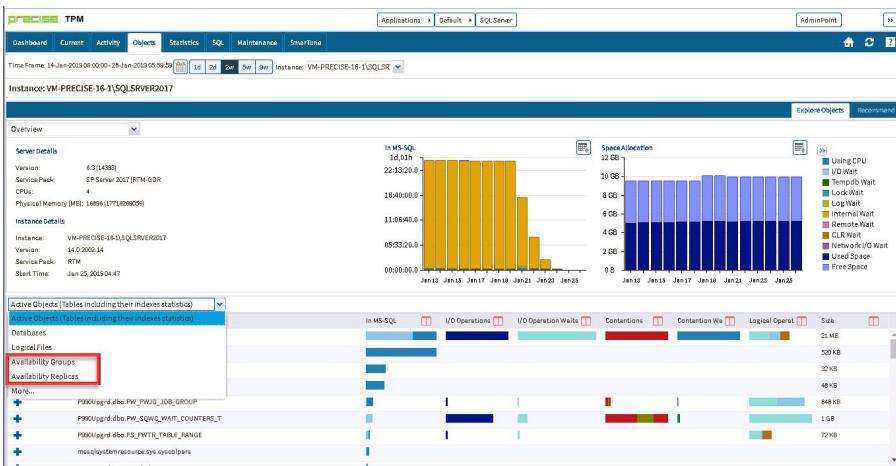 precise TPM
Applications Default SQL Server
AdminPoint
»
Dashboard Current Activity Objects Statistics SQL Maintenance SmarTune
?
Time Frame: 14-Jan-2019 06:00:00 - 28-Jan-2019 05:59:59 1d 2d 2w 5w 9w Instance: VM-PRECISE-16-1\SQLSR
Instance: VM-PRECISE-16-1\SQLSRVER2017
Explore Objects Recommend
Overview
Server Details
Version: 6.3 [14393]
Service Pack: SP Server 2017 [RTM-GDR
CPUs: 4
Physical Memory (MB): 16896 (17716269056)
Instance Details
Instance: VM-PRECISE-16-1\SQLSRVER2017
Version: 14.0.2002.14
Service Pack: RTM
Start Time: Jan 25, 2019 04:47
In MS-SQL
1d,01h
22:13:20.0
16:40:00.0
11:06:40.0
05:33:20.0
00:00:00.0
Jan13 Jan15 Jan17 Jan19 Jan21 Jan23 Jan25
Space Allocation
12 GB
10 GB
8 GB
6 GB
4 GB
2 GB
0 B
Jan13 Jan15 Jan17 Jan19 Jan21 Jan23 Jan25
»
Using CPU
I/O Wait
Tempdb Wait
Lock Wait
Log Wait
Internal Wait
Remote Wait
CLR Wait
Network I/O Wait
Used Space
Free Space
Active Objects (Tables including their indexes statistics)
Active Objects (Tables including their indexes statistics)
Databases
Logical Files
Availability Groups
Availability Replicas
More...
In MS-SQL I/O Operations I/O Operation Waits Contentions Contention Wa Logical Operat Size
21 MB
520 KB
32 KB
48 KB
P990Upgrd.dbo.PW_PWJG_JOB_GROUP 848 KB
P990Upgrd.dbo.PW_SQWC_WAIT_COUNTERS_T 1 GB
P990Upgrd.dbo.FS_PWTR_TABLE_RANGE 72 KB
mssqlsystemresource.sys.syscolpars